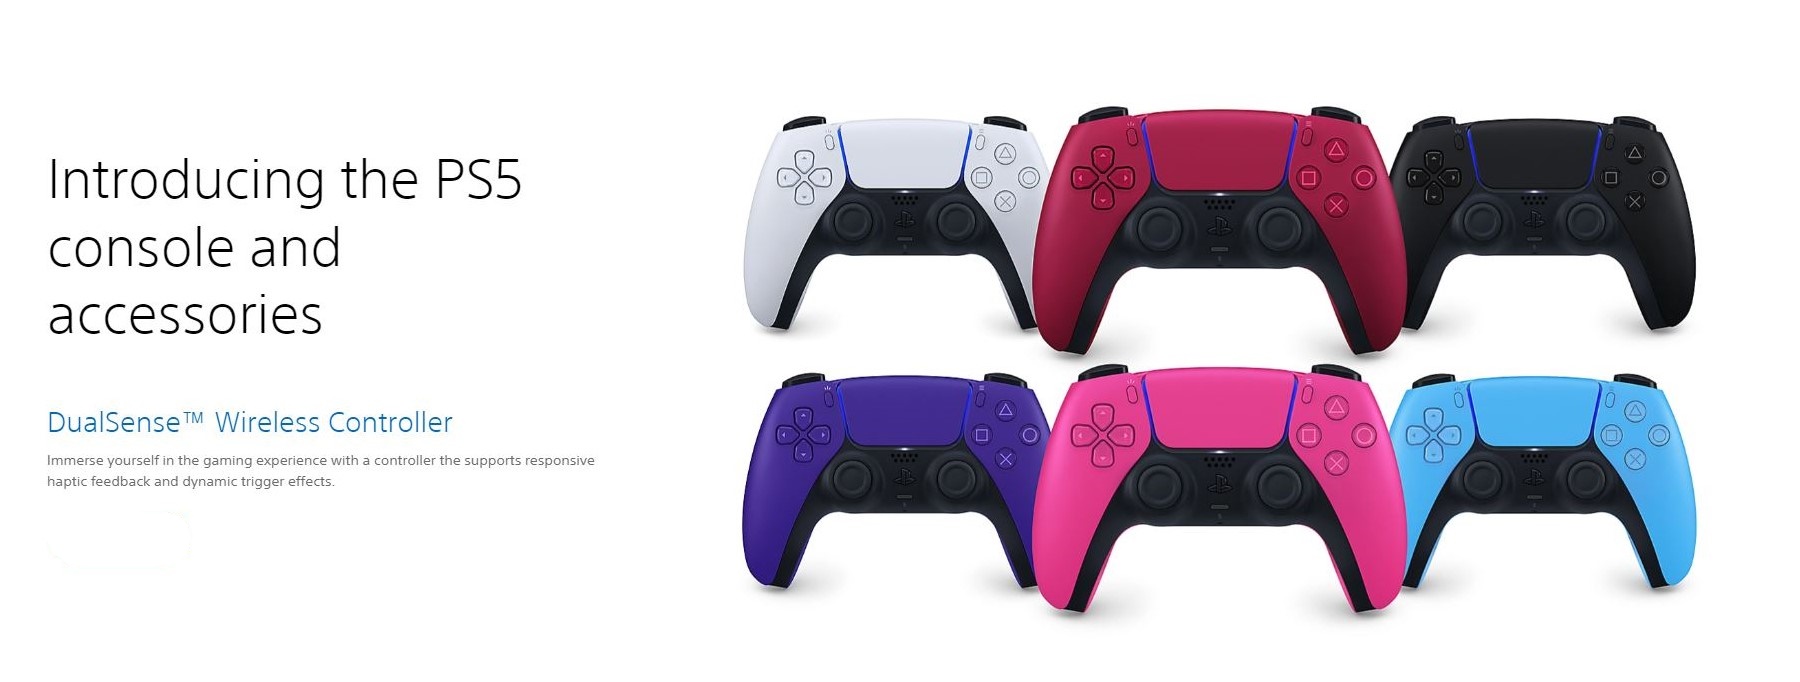 Introducing the PS5
console and
accessories
DualSense™ Wireless Controller
Immerse yourself in the gaming experience with a controller the supports responsive
haptic feedback and dynamic trigger effects.